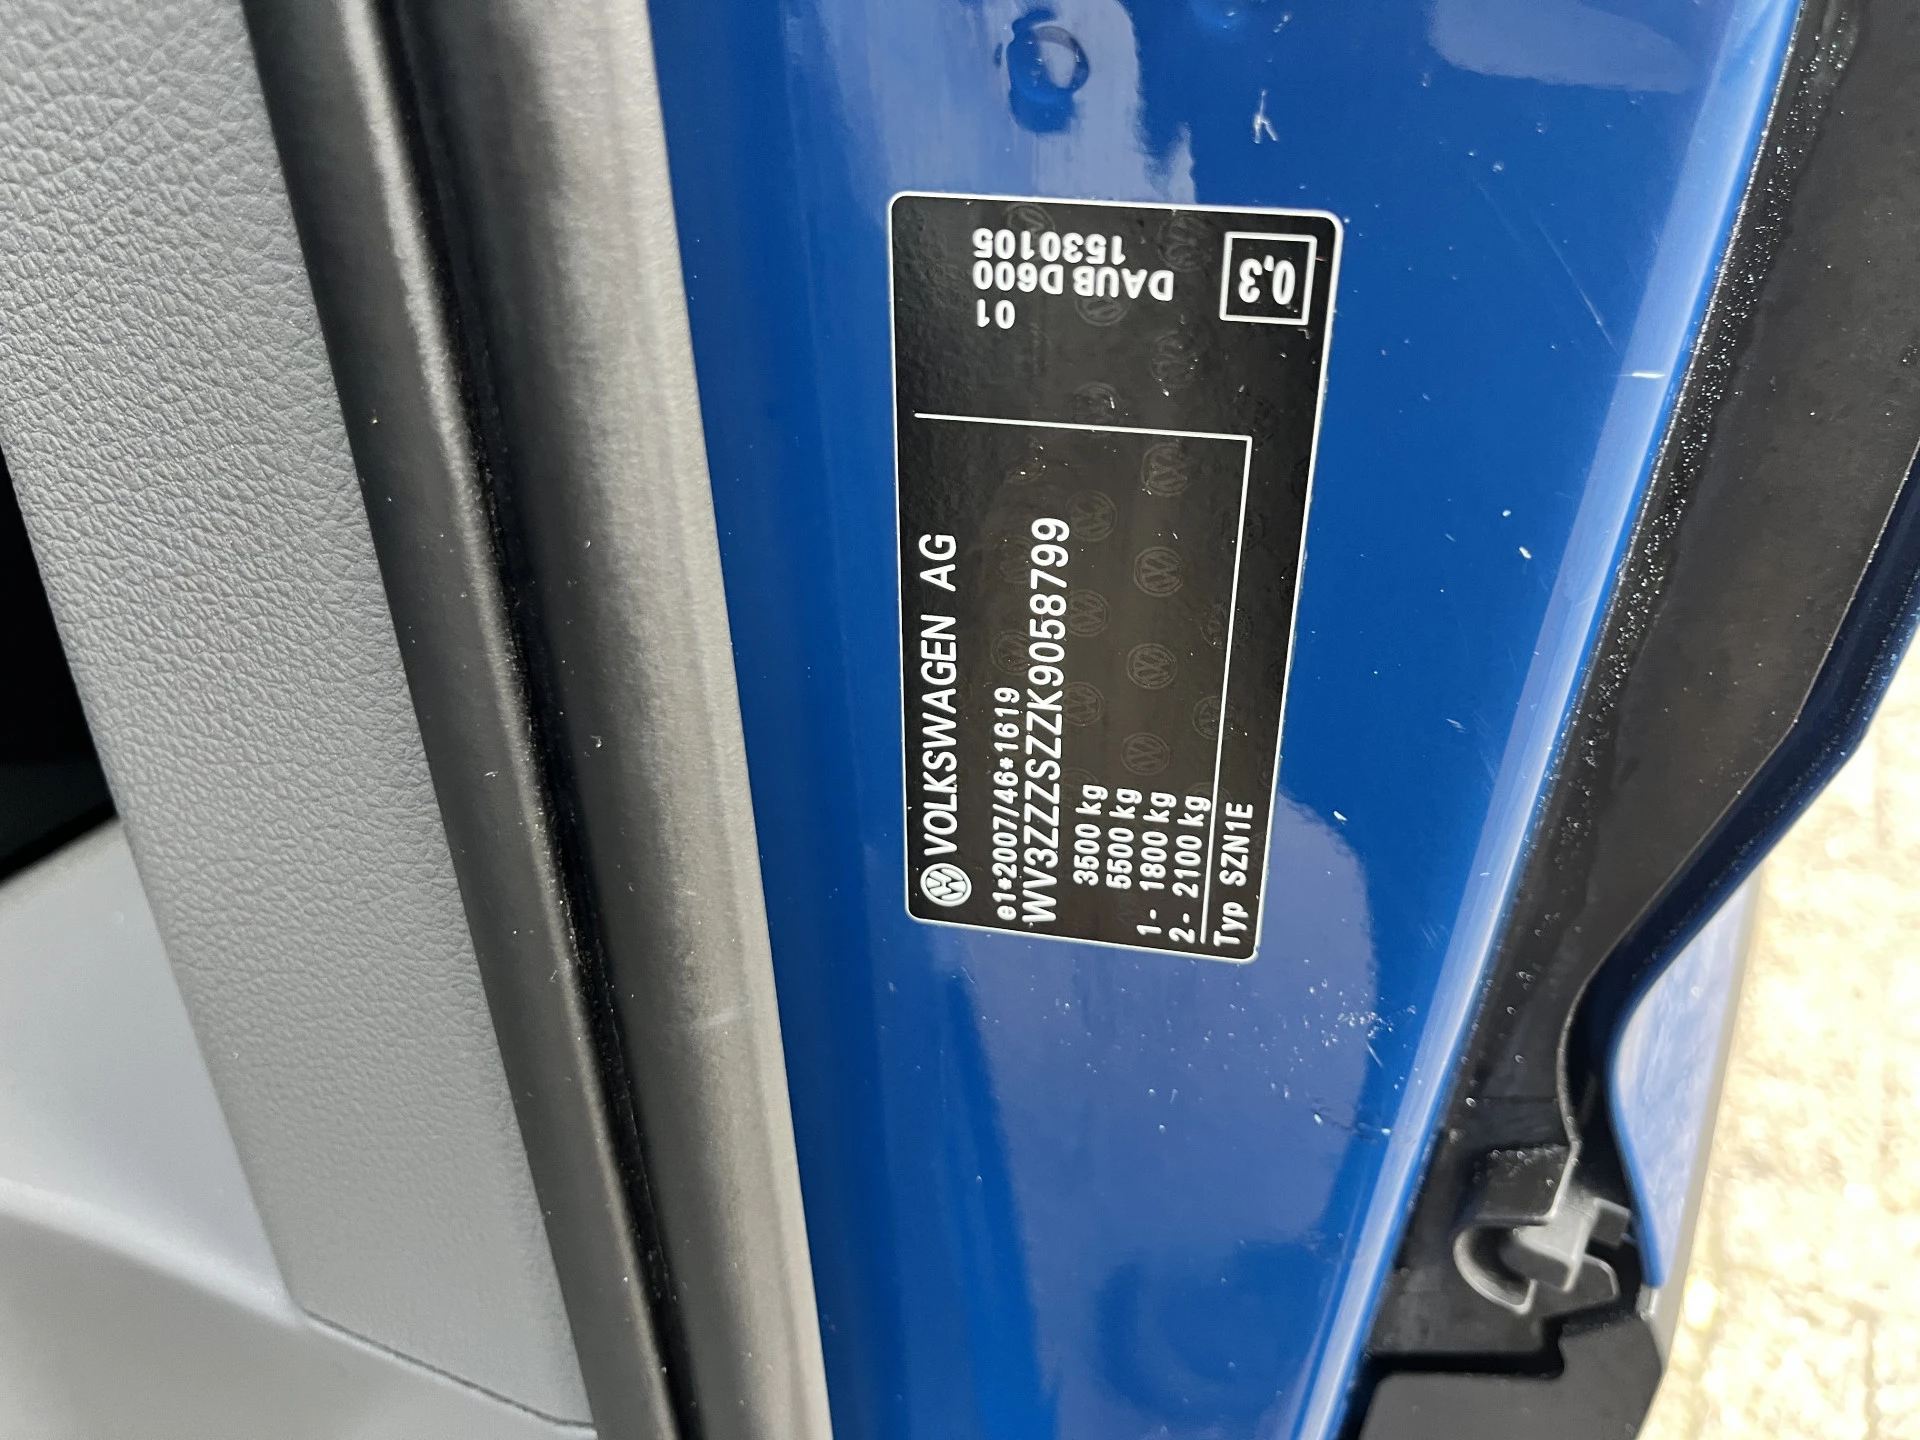 VOLKSWAGEN AG
e1*2007/46*1619
WV3ZZZSZZK9058799
3500 kg
5500 kg
1- 1800 kg
2- 2100 kg
Typ SZN1E
01
DAUB D600
1530105
0,3